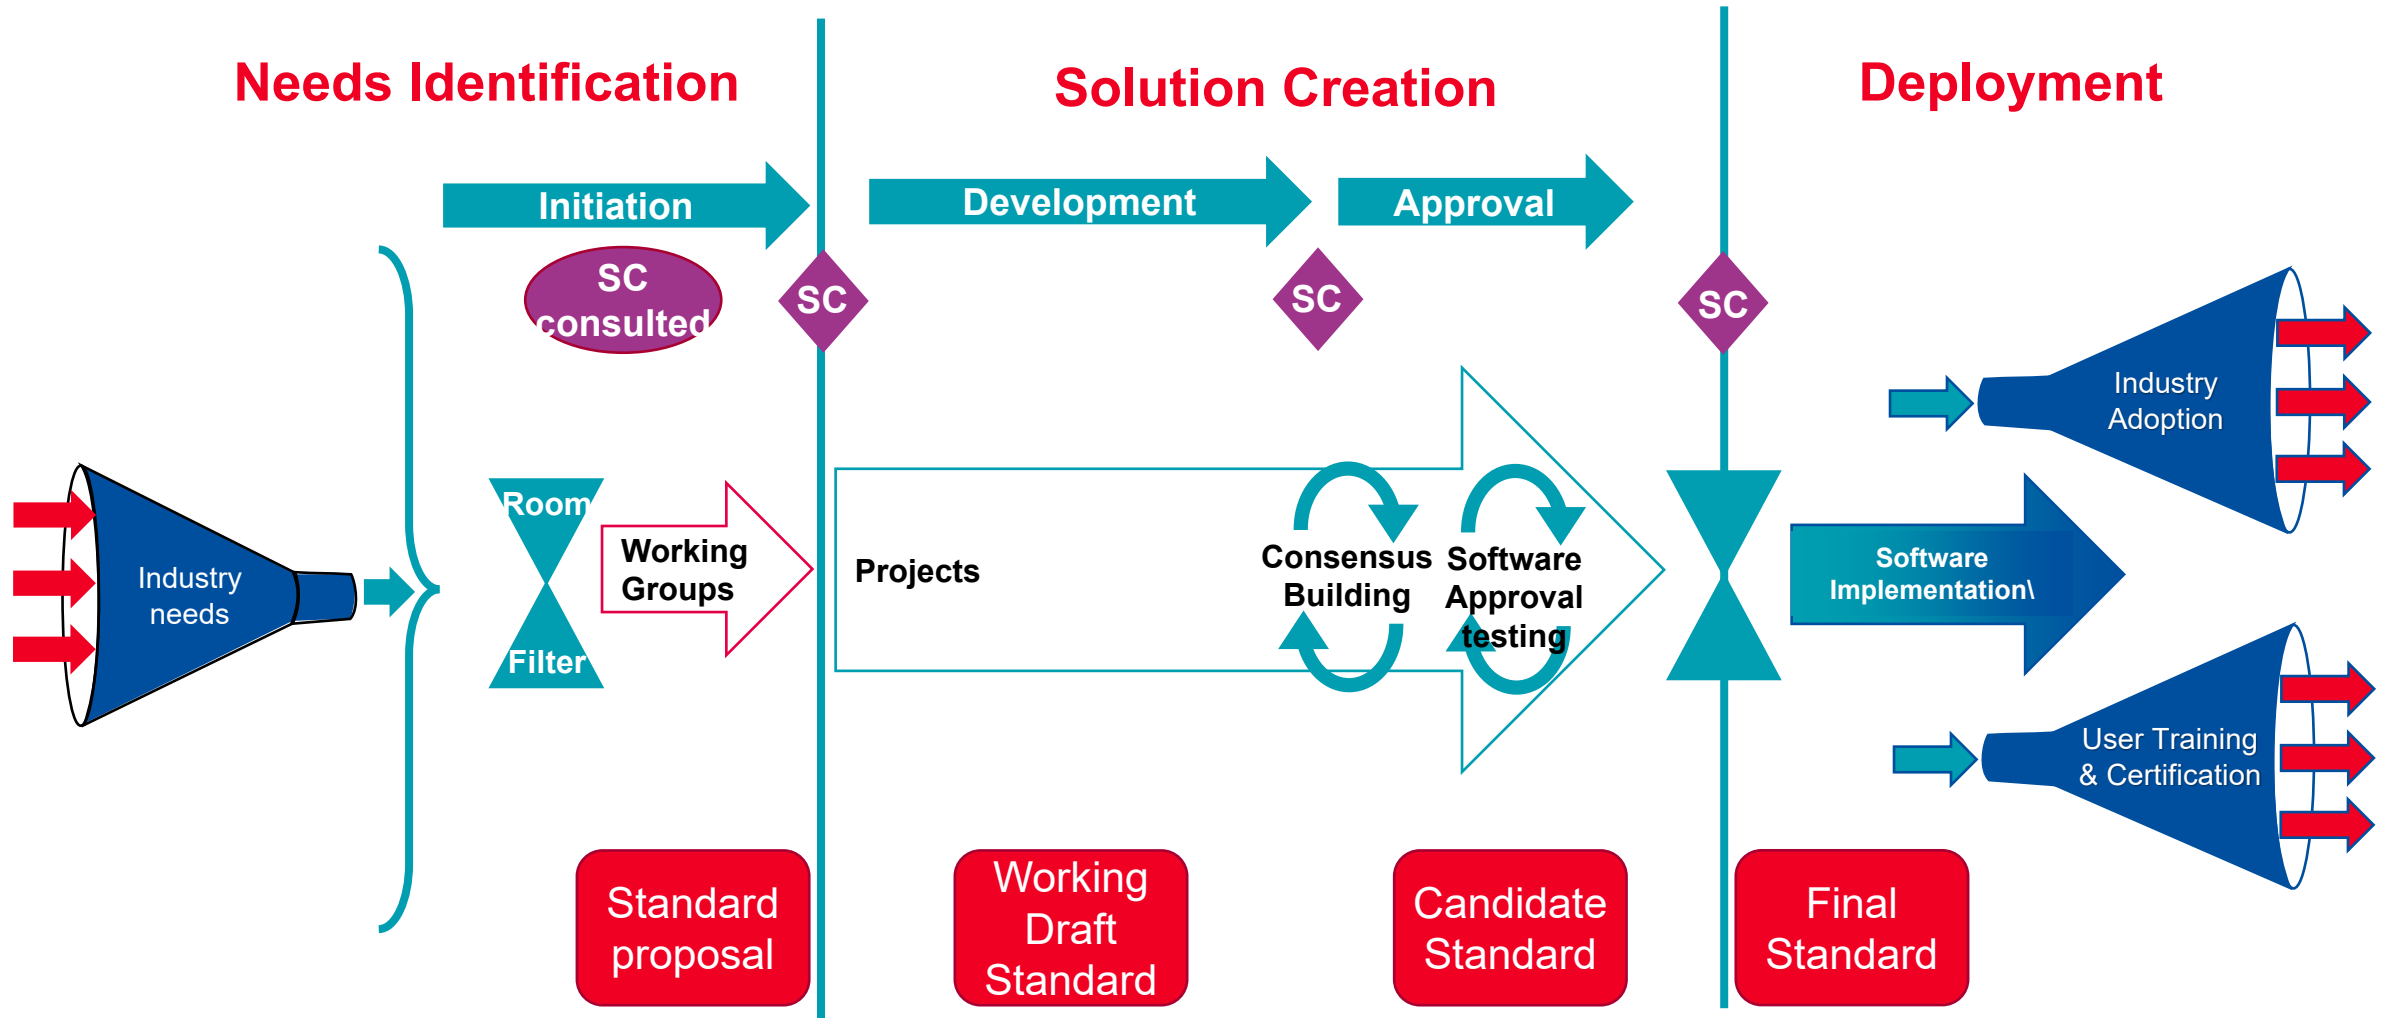 Needs Identification
Solution Creation
Deployment
Initiation
Development
Approval
SC
consulted
SC
SC
SC
Industry
needs
Room
Filter
Working
Groups
Projects
Consensus
Building
Software
Approval
testing
Software
Implementation\
Industry
Adoption
User Training
& Certification
Standard
proposal
Working
Draft
Standard
Candidate
Standard
Final
Standard